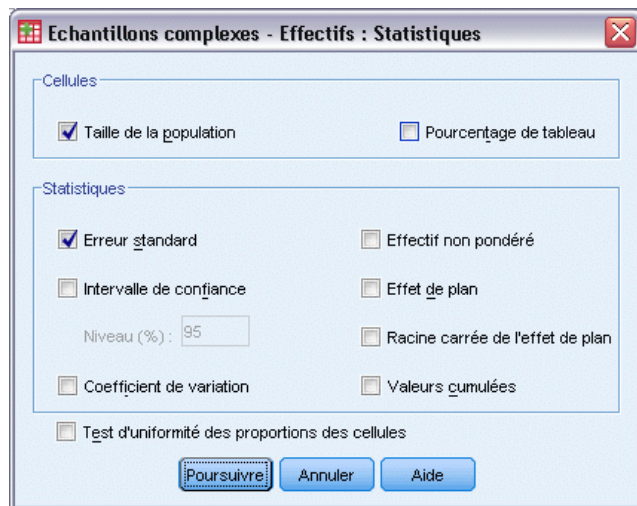 Echantillons complexes - Effectifs : Statistiques
Cellules
Taille de la population
Pourcentage de tableau
Statistiques
Erreur standard
Effectif non pondéré
Intervalle de confiance
Effet de plan
Niveau (%) : 95
Racine carrée de l'effet de plan
Coefficient de variation
Valeurs cumulées
Test d'uniformité des proportions des cellules
Poursuivre
Annuler
Aide